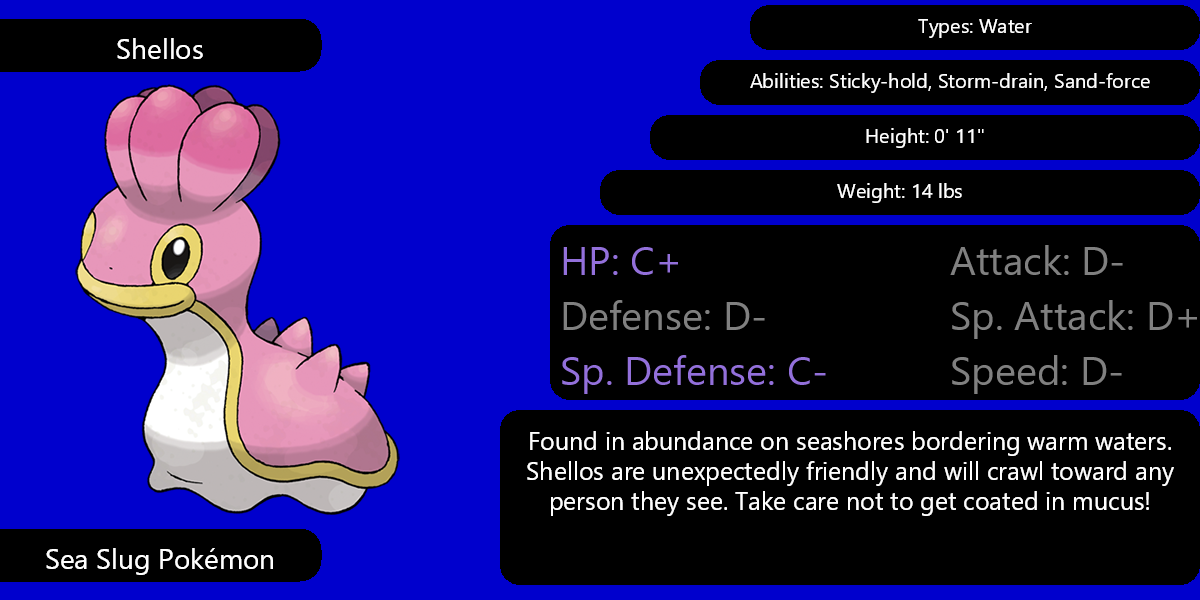 Shellos
Types: Water
Abilities: Sticky-hold, Storm-drain, Sand-force
Height: 0' 11"
Weight: 14 lbs
HP: C+ Attack: D-
Defense: D- Sp. Attack: D+
Sp. Defense: C- Speed: D-
Found in abundance on seashores bordering warm waters.
Shellos are unexpectedly friendly and will crawl toward any
person they see. Take care not to get coated in mucus!
Sea Slug Pokémon